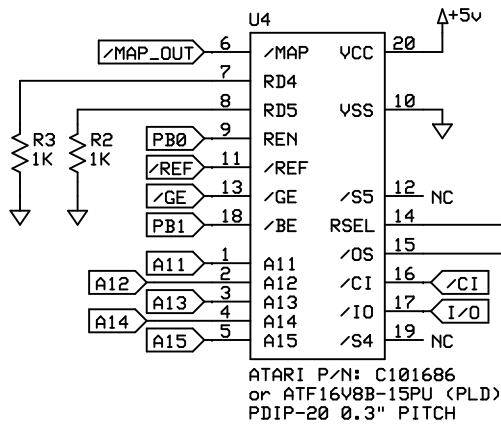 U4
+5v
/MAP_OUT 6 /MAP VCC 20
7 RD4
8 RD5 VSS 10
R3 1K R2 1K
PB0 9 REN
/REF 11 /REF
/GE 13 /GE /S5 12 NC
PB1 18 /BE RSEL 14
/OS 15
A11 1 A11
A12 2 A12 /CI 16 /CI
A13 3 A13 /IO 17 I/O
A14 4 A14
A15 5 A15 /S4 19 NC
ATARI P/N: C101686
or ATF16V8B-15PU (PLD)
PDIP-20 0.3" PITCH